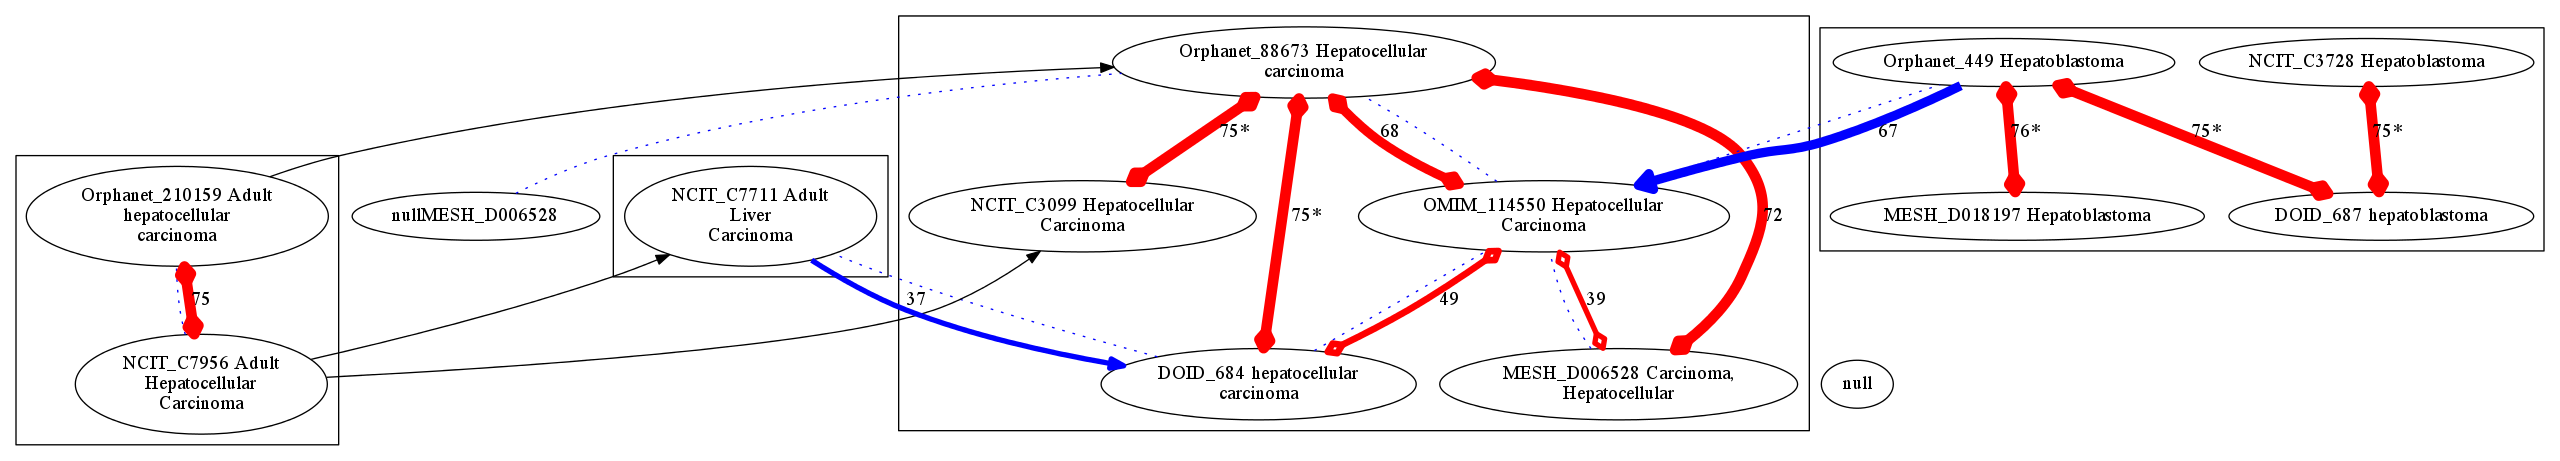 Orphanet_88673 Hepatocellular
carcinoma
Orphanet_449 Hepatoblastoma
NCIT_C3728 Hepatoblastoma
75*
75*
68
72
67
76*
75*
75*
Orphanet_210159 Adult
hepatocellular
carcinoma
nullMESH_D006528
NCIT_C7711 Adult
Liver
Carcinoma
NCIT_C3099 Hepatocellular
Carcinoma
OMIM_114550 Hepatocellular
Carcinoma
MESH_D018197 Hepatoblastoma
DOID_687 hepatoblastoma
75
37
49
39
NCIT_C7956 Adult
Hepatocellular
Carcinoma
DOID_684 hepatocellular
carcinoma
MESH_D006528 Carcinoma,
Hepatocellular
null